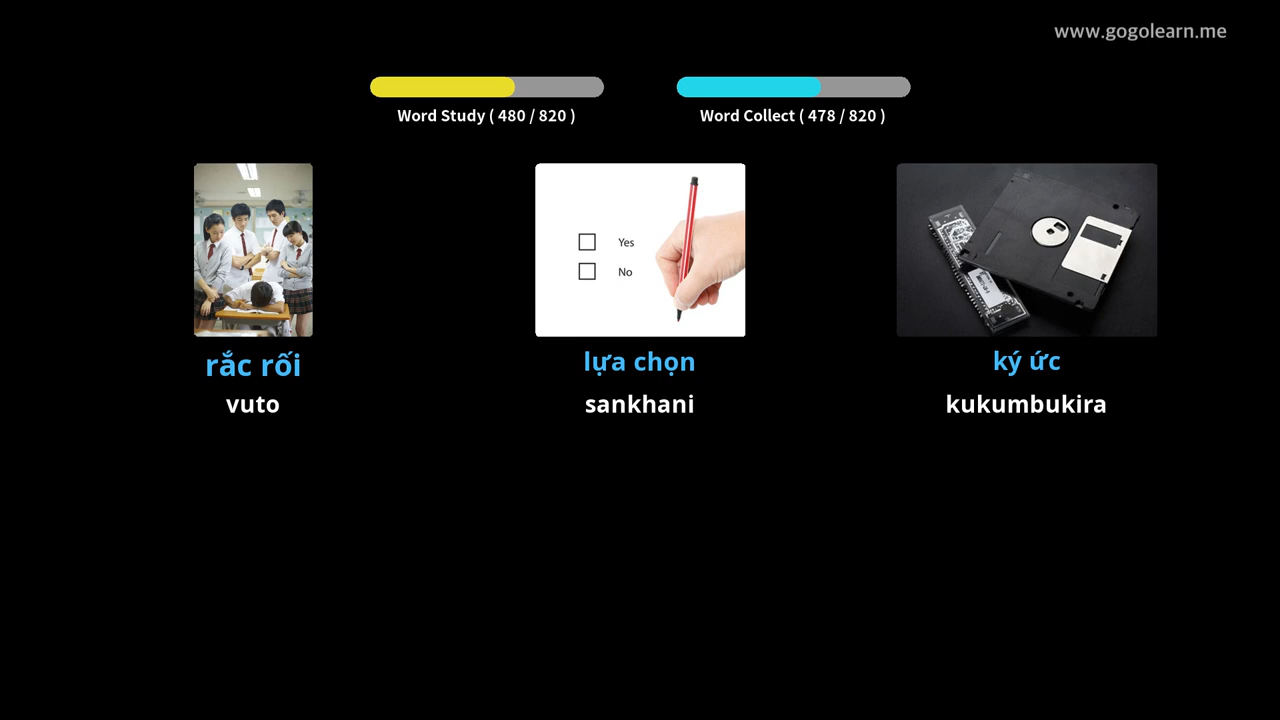 www.gogolearn.me
Word Study ( 480 / 820 )
Word Collect ( 478 / 820 )
Yes
No
rắc rối
lựa chọn
ký ức
vuto
sankhani
kukumbukira